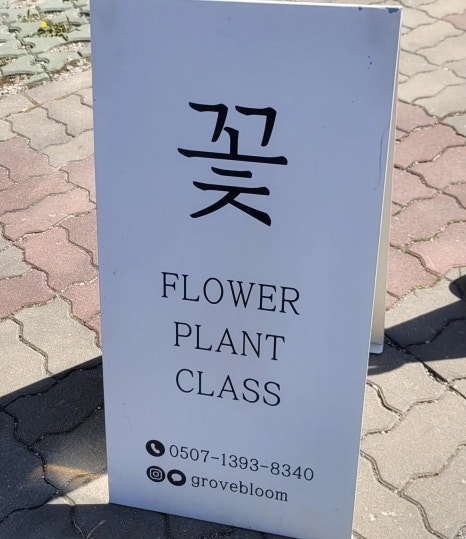 꽃
FLOWER
PLANT
CLASS
0507-1393-8340
grovebloom